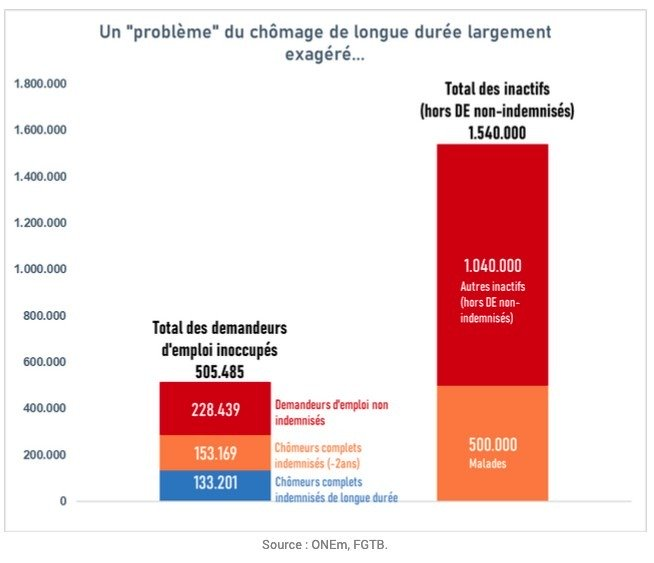 Un "problème" du chômage de longue durée largement
exagéré...
1.800.000
1.600.000
1.400.000
1.200.000
1.000.000
800.000
600.000
400.000
200.000
0
Total des demandeurs
d'emploi inoccupés
505.485
228.439
Demandeurs d'emploi non
indemnisés
153.169
Chômeurs complets
indemnisés (-2ans)
133.201
Chômeurs complets
indemnisés de longue durée
Total des inactifs
(hors DE non-indemnisés)
1.540.000
1.040.000
Autres inactifs
(hors DE non-
indemnisés)
500.000
Malades
Source : ONEm, FGTB.